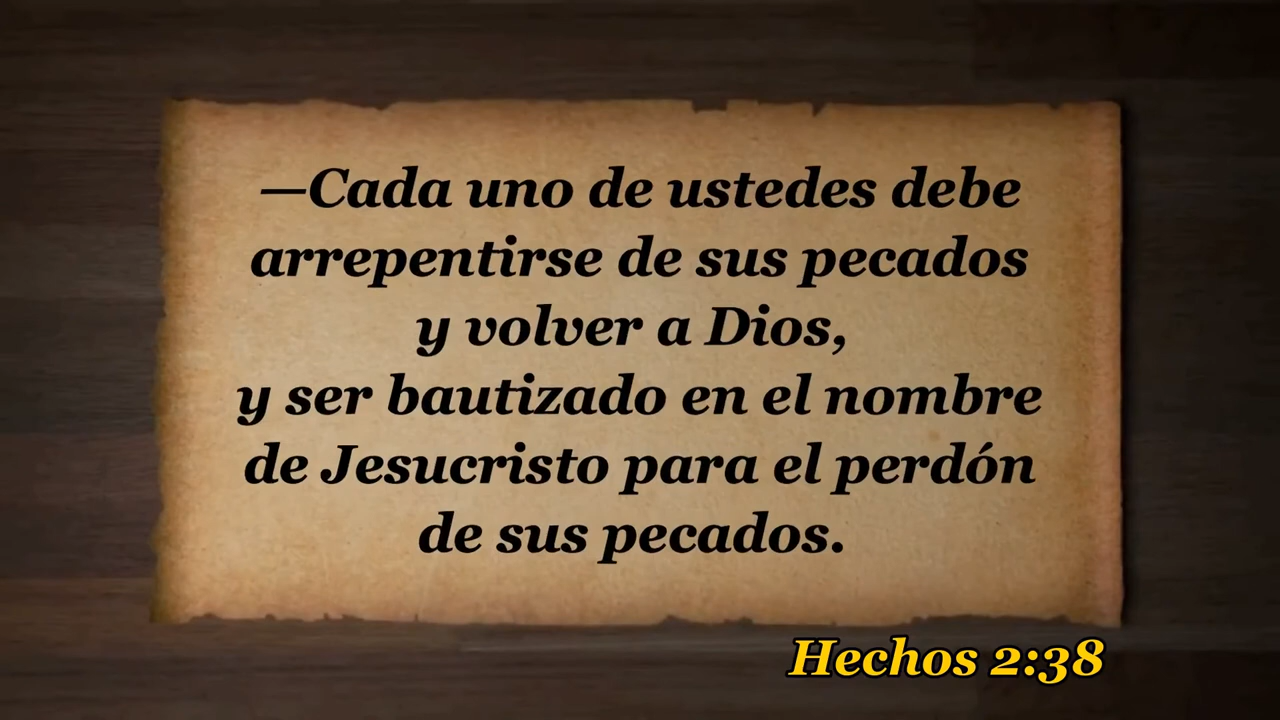 —Cada uno de ustedes debe
arrepentirse de sus pecados
y volver a Dios,
y ser bautizado en el nombre
de Jesucristo para el perdón
de sus pecados.
Hechos 2:38